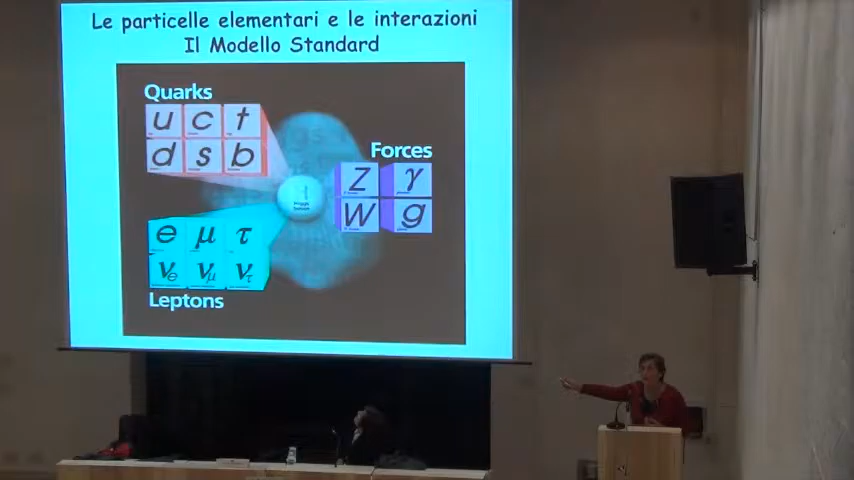 Le particelle elementari e le interazioni
Il Modello Standard
Quarks
u c t
d s b
Forces
Z γ
W g
e μ τ
νe νμ ντ
Leptons